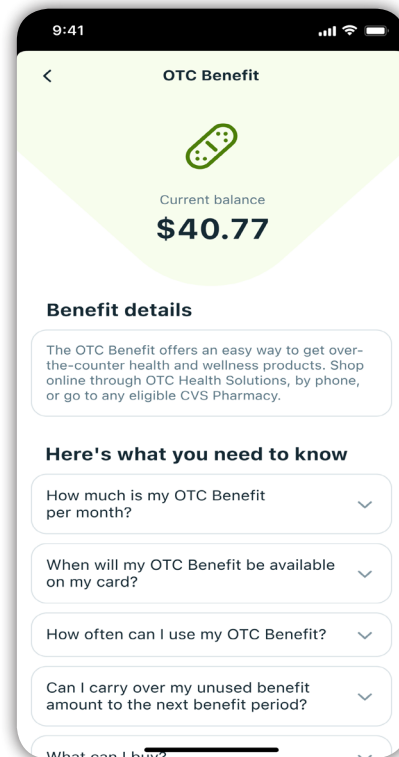 9:41
OTC Benefit
Current balance
$40.77
Benefit details
The OTC Benefit offers an easy way to get over-
the-counter health and wellness products. Shop
online through OTC Health Solutions, by phone,
or go to any eligible CVS Pharmacy.
Here's what you need to know
How much is my OTC Benefit
per month?
When will my OTC Benefit be available
on my card?
How often can I use my OTC Benefit?
Can I carry over my unused benefit
amount to the next benefit period?
What can I buy?